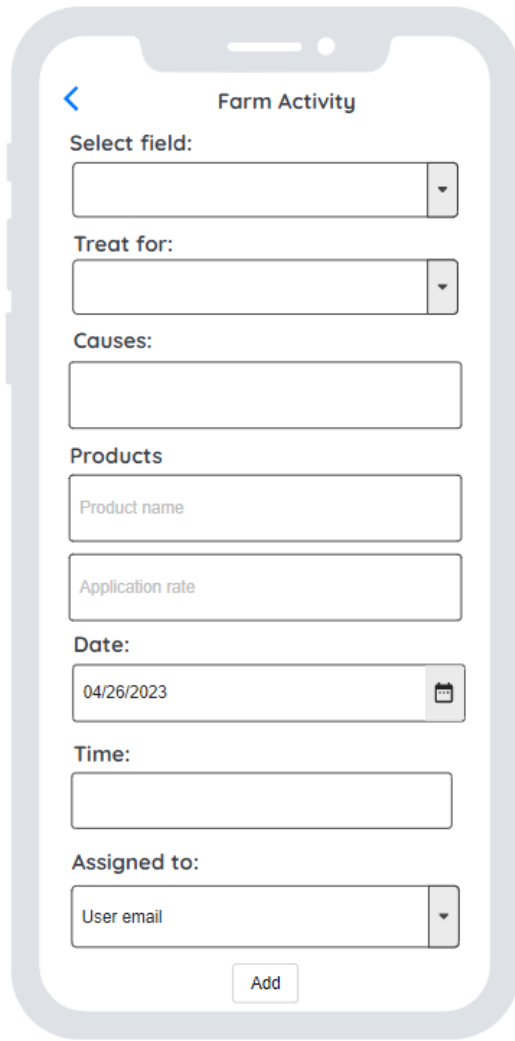 Farm Activity
Select field:
Treat for:
Causes:
Products
Product name
Application rate
Date:
04/26/2023
Time:
Assigned to:
User email
Add